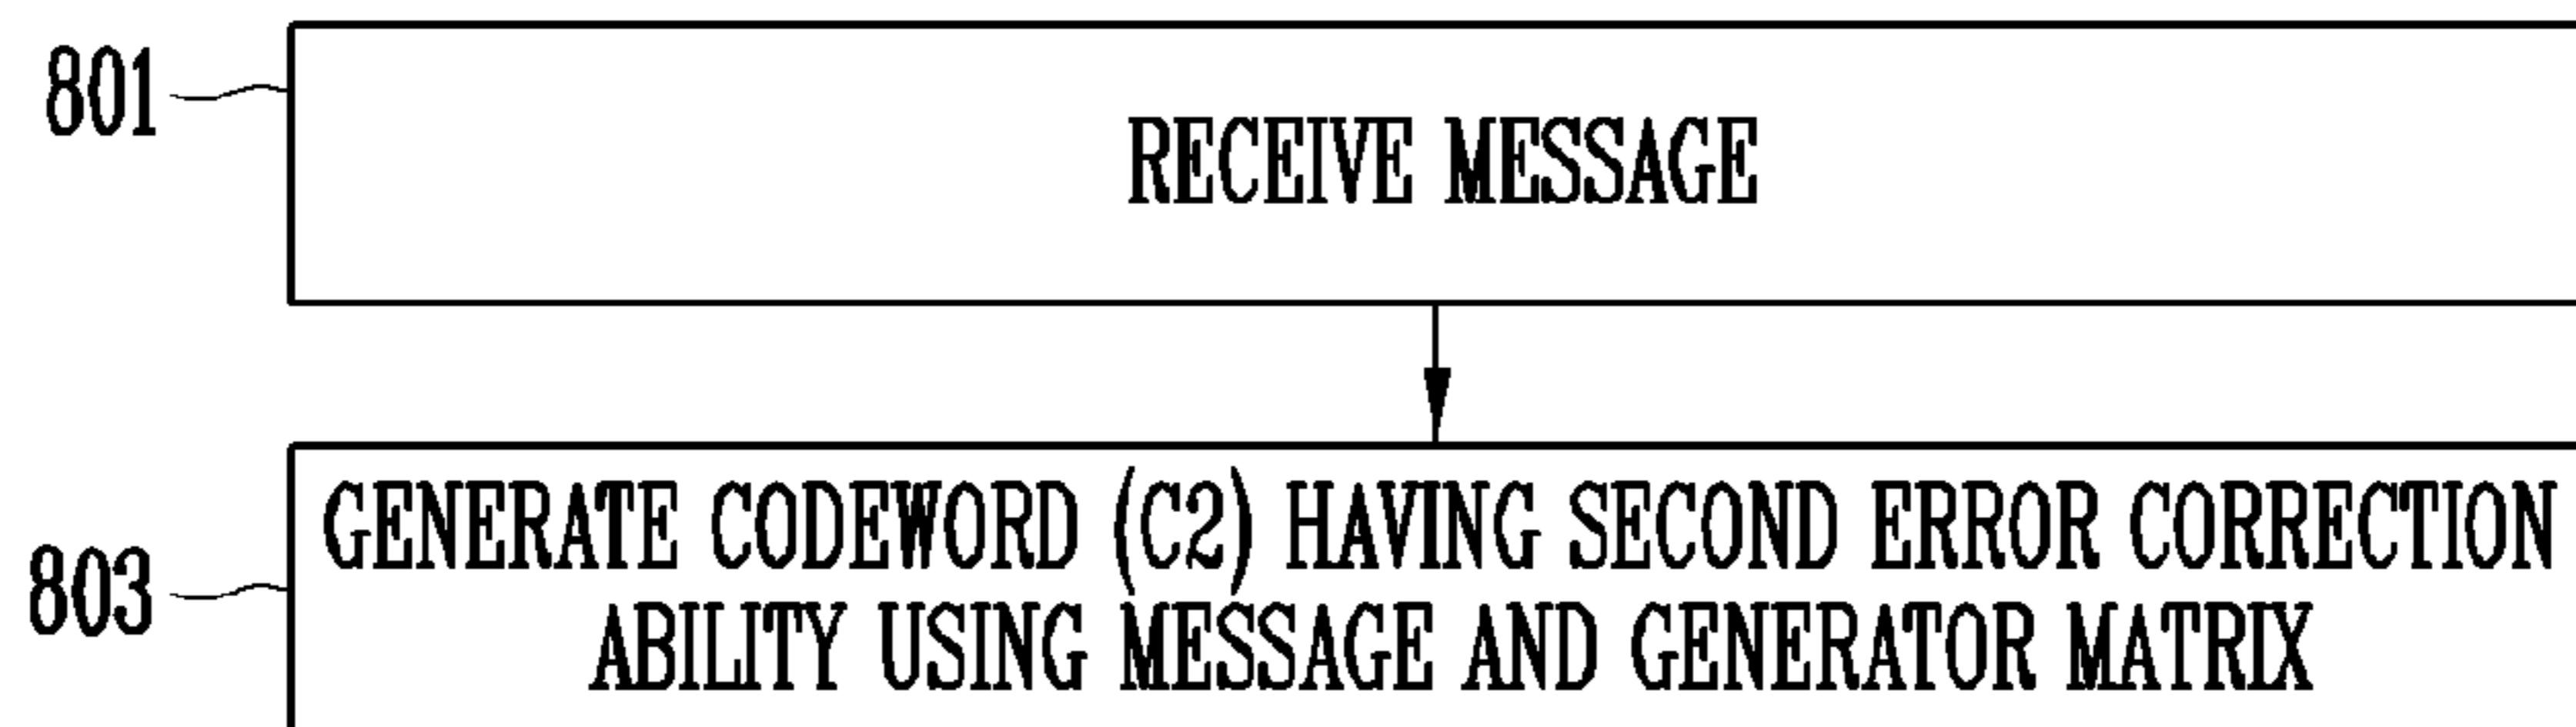 801
RECEIVE MESSAGE
803
GENERATE CODEWORD (C2) HAVING SECOND ERROR CORRECTION
ABILITY USING MESSAGE AND GENERATOR MATRIX